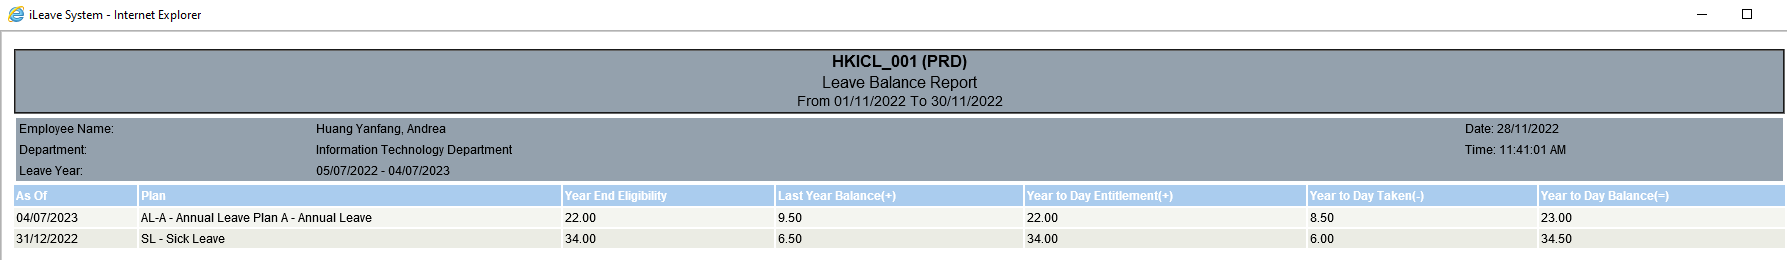 iLeave System - Internet Explorer
HKICL_001 (PRD)
Leave Balance Report
From 01/11/2022 To 30/11/2022
Employee Name: Huang Yanfang, Andrea Date: 28/11/2022
Department: Information Technology Department Time: 11:41:01 AM
Leave Year: 05/07/2022 - 04/07/2023
As Of Plan Year End Eligibility Last Year Balance(+) Year to Day Entitlement(+) Year to Day Taken(-) Year to Day Balance(=)
04/07/2023 AL-A - Annual Leave Plan A - Annual Leave 22.00 9.50 22.00 8.50 23.00
31/12/2022 SL - Sick Leave 34.00 6.50 34.00 6.00 34.50